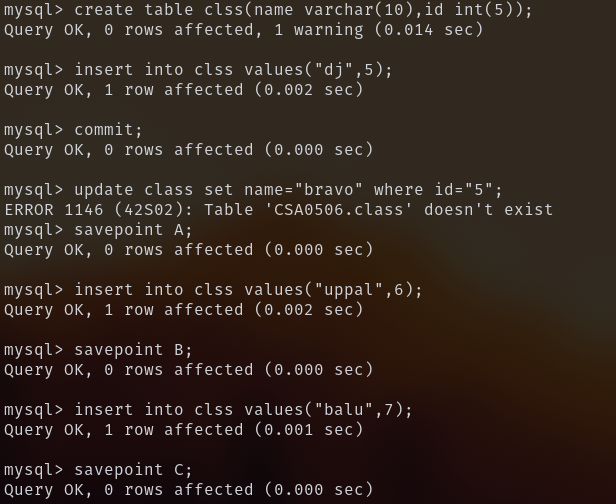 mysql> create table clss(name varchar(10),id int(5));
Query OK, 0 rows affected, 1 warning (0.014 sec)
mysql> insert into clss values("dj",5);
Query OK, 1 row affected (0.002 sec)
mysql> commit;
Query OK, 0 rows affected (0.000 sec)
mysql> update class set name="bravo" where id="5";
ERROR 1146 (42S02): Table 'CSA0506.class' doesn't exist
mysql> savepoint A;
Query OK, 0 rows affected (0.000 sec)
mysql> insert into clss values("uppal",6);
Query OK, 1 row affected (0.002 sec)
mysql> savepoint B;
Query OK, 0 rows affected (0.000 sec)
mysql> insert into clss values("balu",7);
Query OK, 1 row affected (0.001 sec)
mysql> savepoint C;
Query OK, 0 rows affected (0.000 sec)